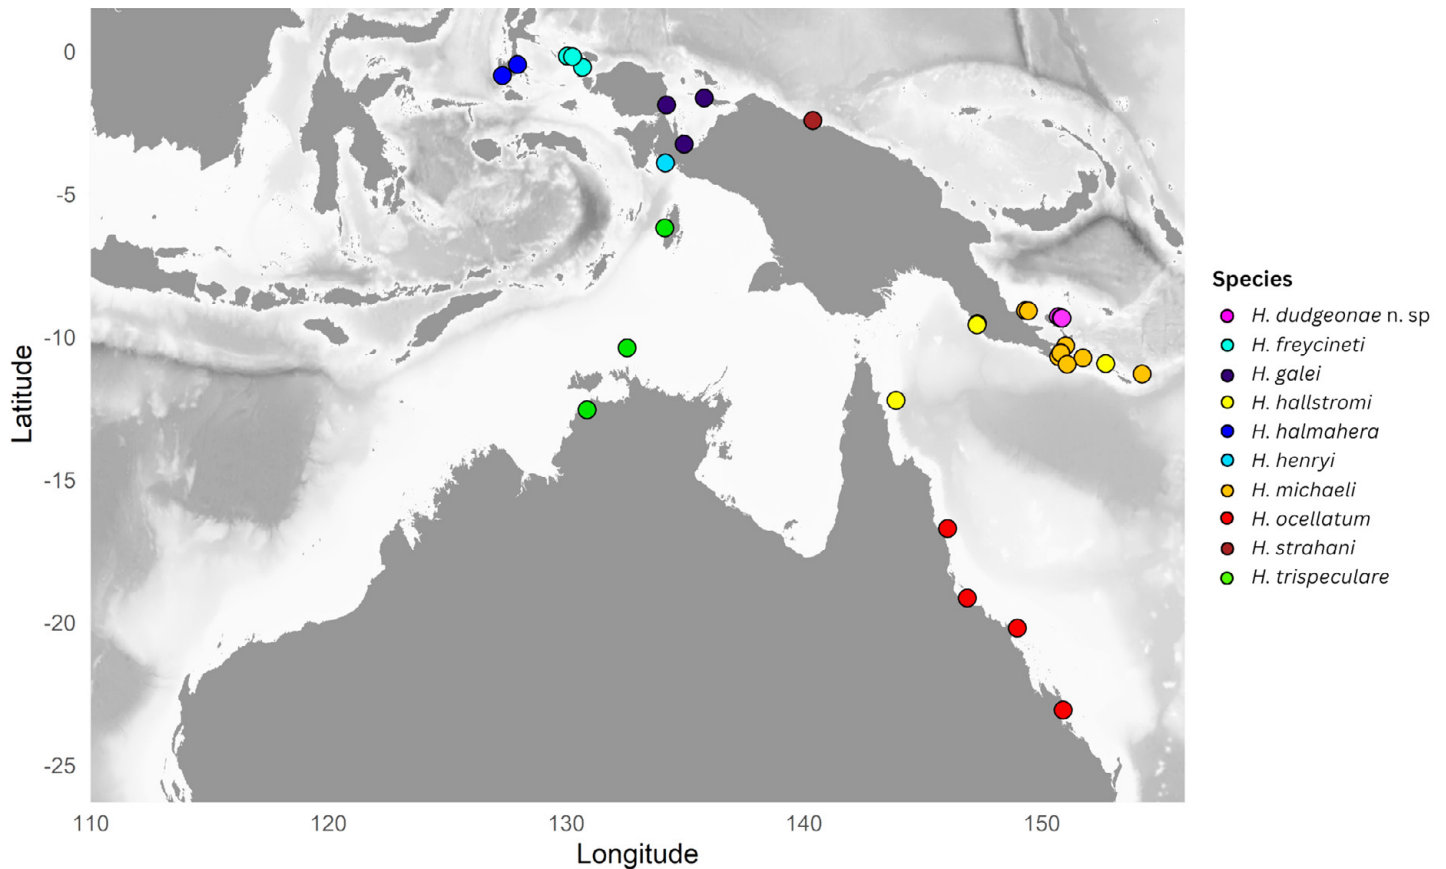 0
-5
-10
-15
-20
-25
Latitude
110
120
130
140
150
Longitude
Species
H. dudgeonae n. sp
H. freycineti
H. galei
H. hallstromi
H. halmahera
H. henryi
H. michaeli
H. ocellatum
H. strahani
H. trispeculare